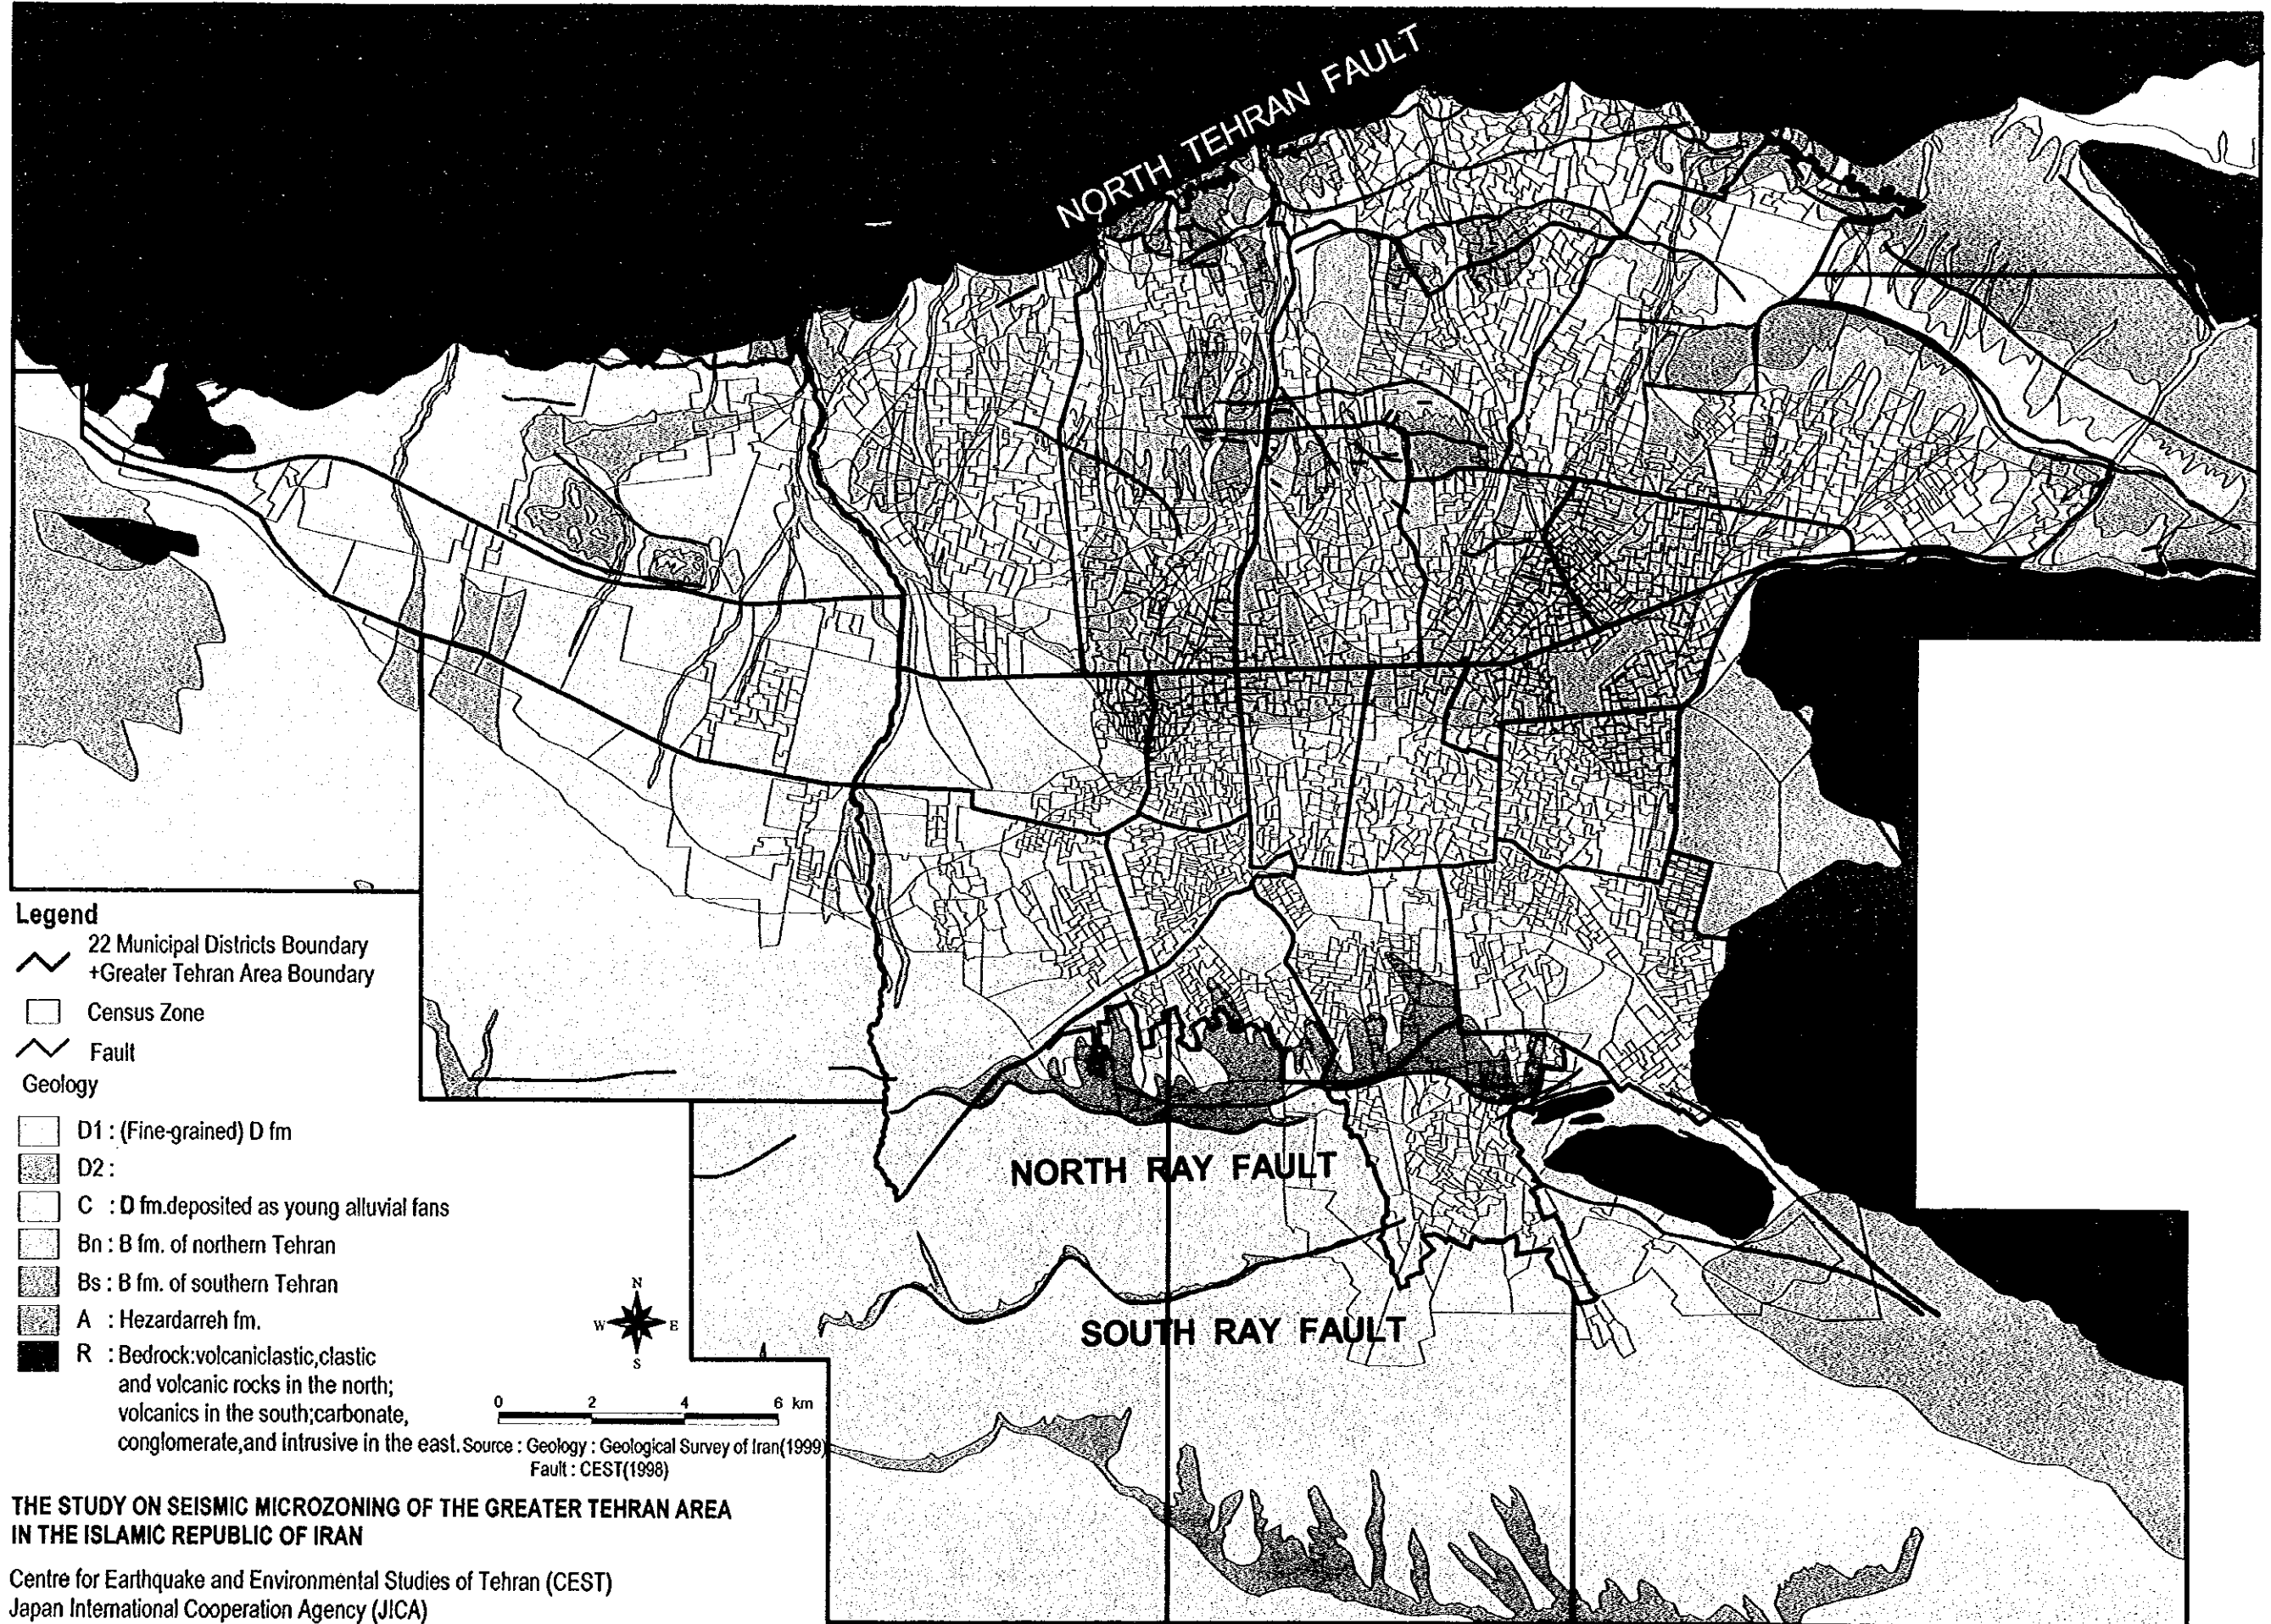 NORTH TEHRAN FAULT
Legend
22 Municipal Districts Boundary
+Greater Tehran Area Boundary
Census Zone
Fault
Geology
D1 : (Fine-grained) D fm
D2 :
C : D fm.deposited as young alluvial fans
Bn : B fm. of northern Tehran
Bs : B fm. of southern Tehran
A : Hezardarreh fm.
R : Bedrock:volcaniclastic,clastic
and volcanic rocks in the north;
volcanics in the south;carbonate,
conglomerate,and intrusive in the east.
NORTH RAY FAULT
SOUTH RAY FAULT
N
W E
S
0 2 4 6 km
Source : Geology : Geological Survey of Iran(1999)
Fault : CEST(1998)
THE STUDY ON SEISMIC MICROZONING OF THE GREATER TEHRAN AREA
IN THE ISLAMIC REPUBLIC OF IRAN
Centre for Earthquake and Environmental Studies of Tehran (CEST)
Japan International Cooperation Agency (JICA)